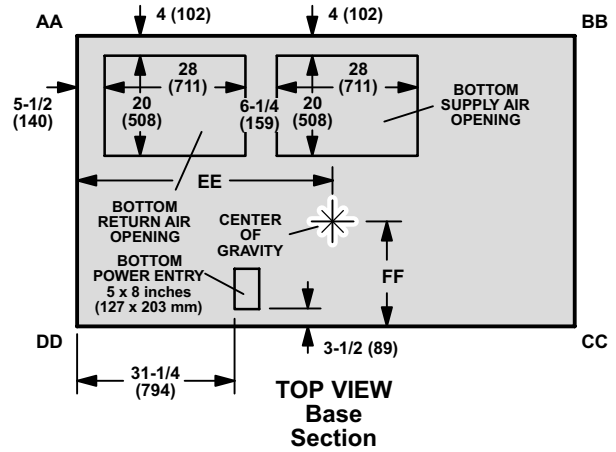 AA
4 (102)
4 (102)
BB
28
(711)
28
(711)
5-1/2
(140)
20
(508)
6-1/4
(159)
20
(508)
BOTTOM
SUPPLY AIR
OPENING
EE
BOTTOM
RETURN AIR
OPENING
CENTER
OF
GRAVITY
BOTTOM
POWER ENTRY
5 x 8 inches
(127 x 203 mm)
FF
DD
3-1/2 (89)
CC
31-1/4
(794)
TOP VIEW
Base
Section